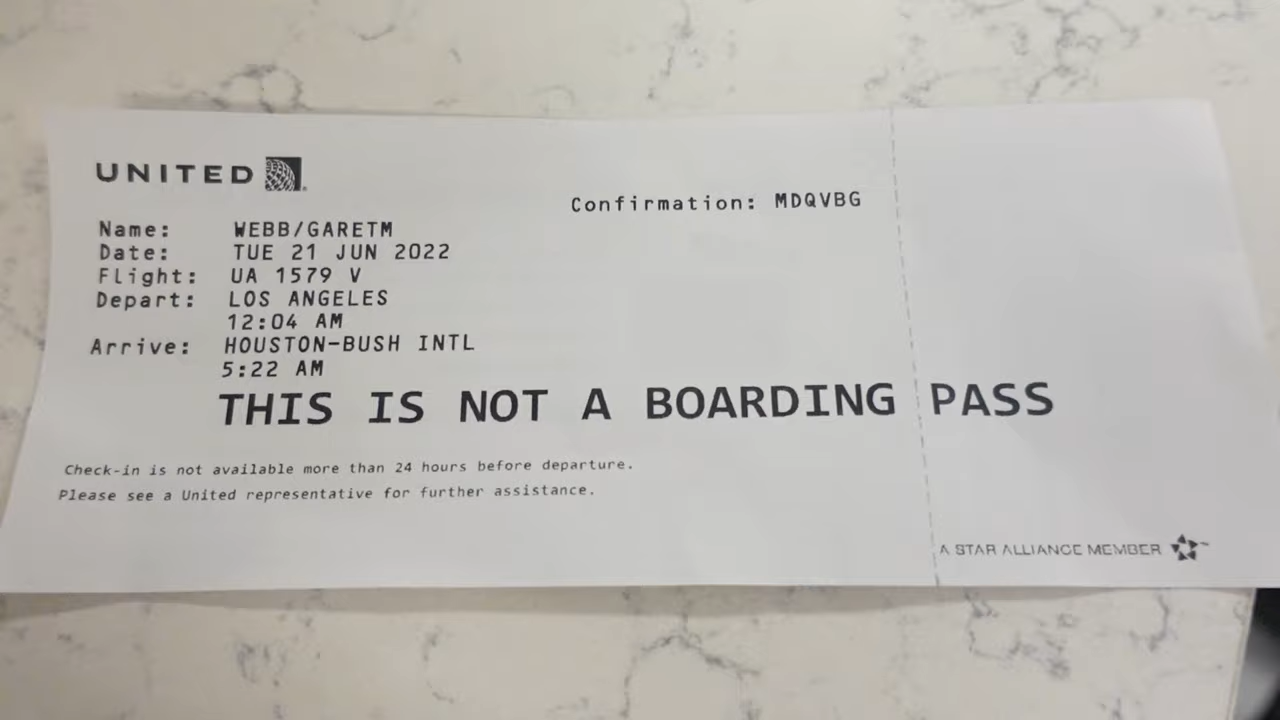 UNITED
Confirmation: MDQVBG
Name: WEBB/GARETM
Date: TUE 21 JUN 2022
Flight: UA 1579 V
Depart: LOS ANGELES
12:04 AM
Arrive: HOUSTON-BUSH INTL
5:22 AM
THIS IS NOT A BOARDING PASS
Check-in is not available more than 24 hours before departure.
Please see a United representative for further assistance.
A STAR ALLIANCE MEMBER